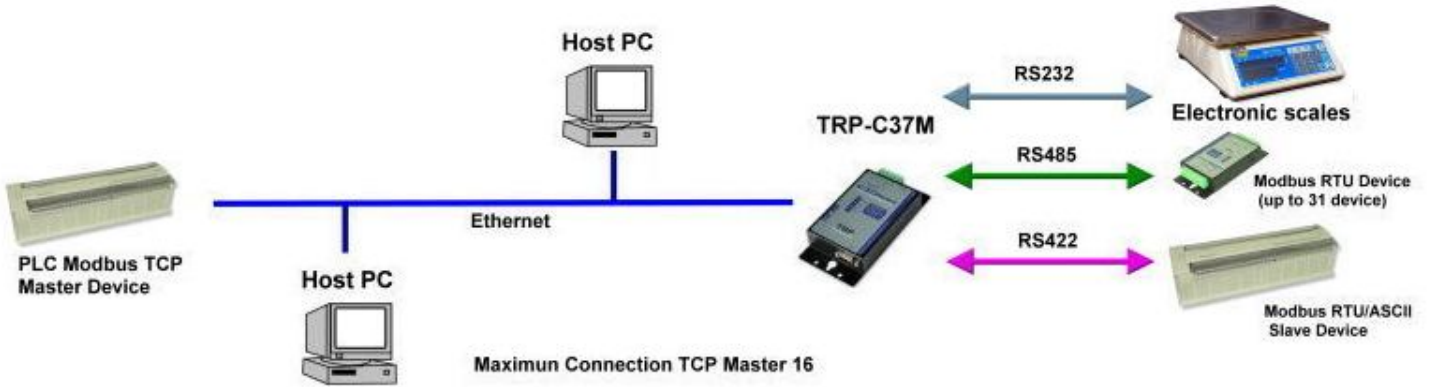 Host PC
RS232
Electronic scales
TRP-C37M
RS485
Modbus RTU Device
(up to 31 device)
Ethernet
RS422
PLC Modbus TCP
Master Device
Host PC
Modbus RTU/ASCII
Slave Device
Maximun Connection TCP Master 16